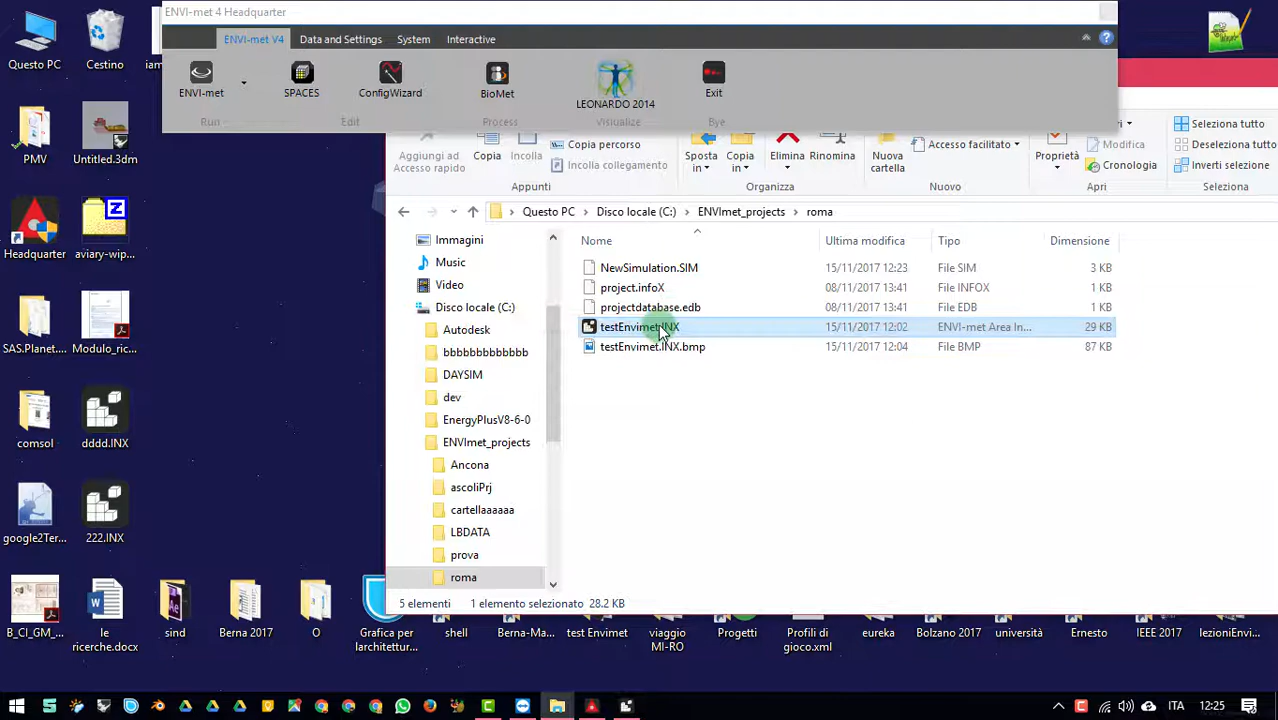 ENVI-met 4 Headquarter
ENVI-met V4 Data and Settings System Interactive
ENVI-met SPACES ConfigWizard BioMet LEONARDO 2014 Exit
Run Edit Process Visualize Bye
Questo PC Cestino iam
PMV Untitled.3dm
Headquarter aviary-wip...
SAS.Planet.... Modulo_ric...
comsol dddd.INX
google2Ter... 222.INX
Aggiungi ad
Accesso rapido
Copia Incolla
Copia percorso
Incolla collegamento
Sposta
in
Copia
in
Elimina Rinomina
Nuova
cartella
Accesso facilitato
Proprietà
Modifica
Cronologia
Seleziona tutto
Deseleziona tutto
Inverti selezione
Appunti Organizza Nuovo Apri Seleziona
Questo PC Disco locale (C:) ENVImet_projects roma
Nome Ultima modifica Tipo Dimensione
NewSimulation.SIM 15/11/2017 12:23 File SIM 3 KB
project.infoX 08/11/2017 13:41 File INFOX 1 KB
projectdatabase.edb 08/11/2017 13:41 File EDB 1 KB
testEnvimet.INX 15/11/2017 12:02 ENVI-met Area In... 29 KB
testEnvimet.INX.bmp 15/11/2017 12:04 File BMP 87 KB
Immagini
Music
Video
Disco locale (C:)
Autodesk
bbbbbbbbbbbbb
DAYSIM
dev
EnergyPlusV8-6-0
ENVImet_projects
Ancona
ascoliPrj
cartellaaaaaa
LBDATA
prova
roma
5 elementi 1 elemento selezionato 28.2 KB
B_CI_GM_... le
ricerche.docx
sind Berna 2017 O Grafica per
larchitettur...
shell Berna-Ma... test Envimet viaggio
MI-RO
Progetti Profili di
gioco.xml
eureka Bolzano 2017 università Ernesto IEEE 2017 lezioniEnvi...
ITA 12:25